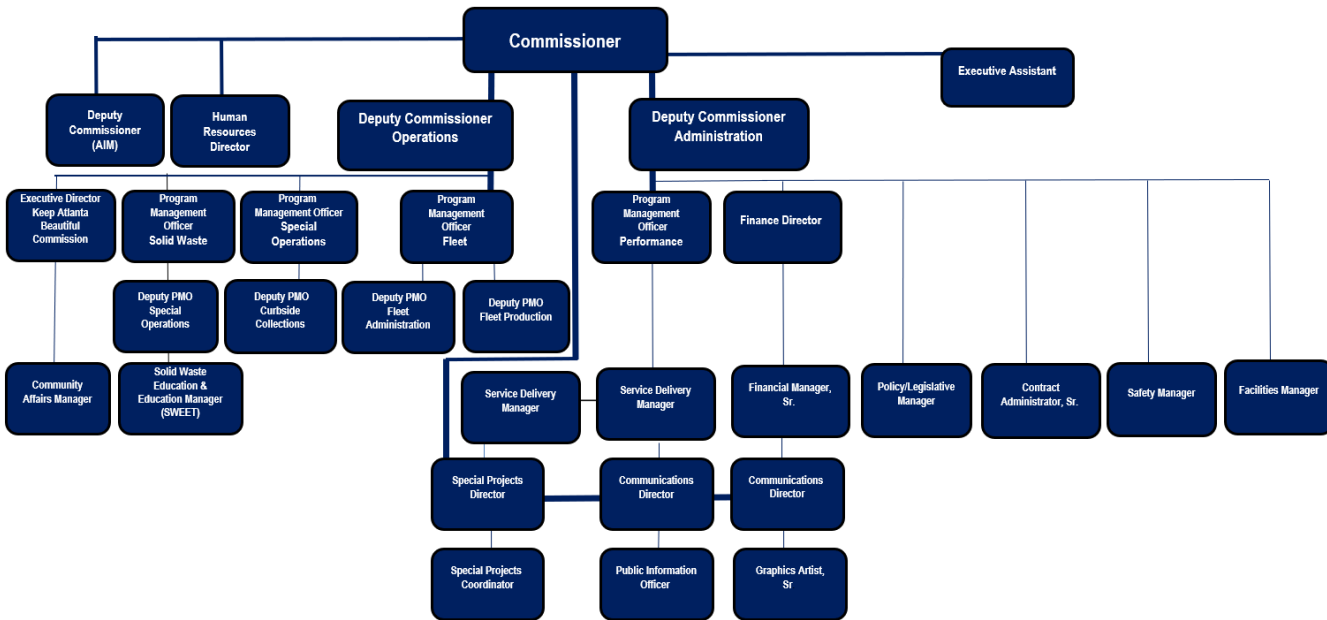 Commissioner
Executive Assistant
Deputy
Commissioner
(AIM)
Human
Resources
Director
Deputy Commissioner
Operations
Deputy Commissioner
Administration
Executive Director
Keep Atlanta
Beautiful
Commission
Program
Management
Officer
Solid Waste
Program
Management Officer
Special
Operations
Program
Management
Officer
Fleet
Program
Management
Officer
Performance
Finance Director
Deputy PMO
Special
Operations
Deputy PMO
Curbside
Collections
Deputy PMO
Fleet
Administration
Deputy PMO
Fleet Production
Community
Affairs Manager
Solid Waste
Education &
Education Manager
(SWEET)
Service Delivery
Manager
Service Delivery
Manager
Financial Manager,
Sr.
Policy/Legislative
Manager
Contract
Administrator, Sr.
Safety Manager
Facilities Manager
Special Projects
Director
Communications
Director
Communications
Director
Special Projects
Coordinator
Public Information
Officer
Graphics Artist,
Sr